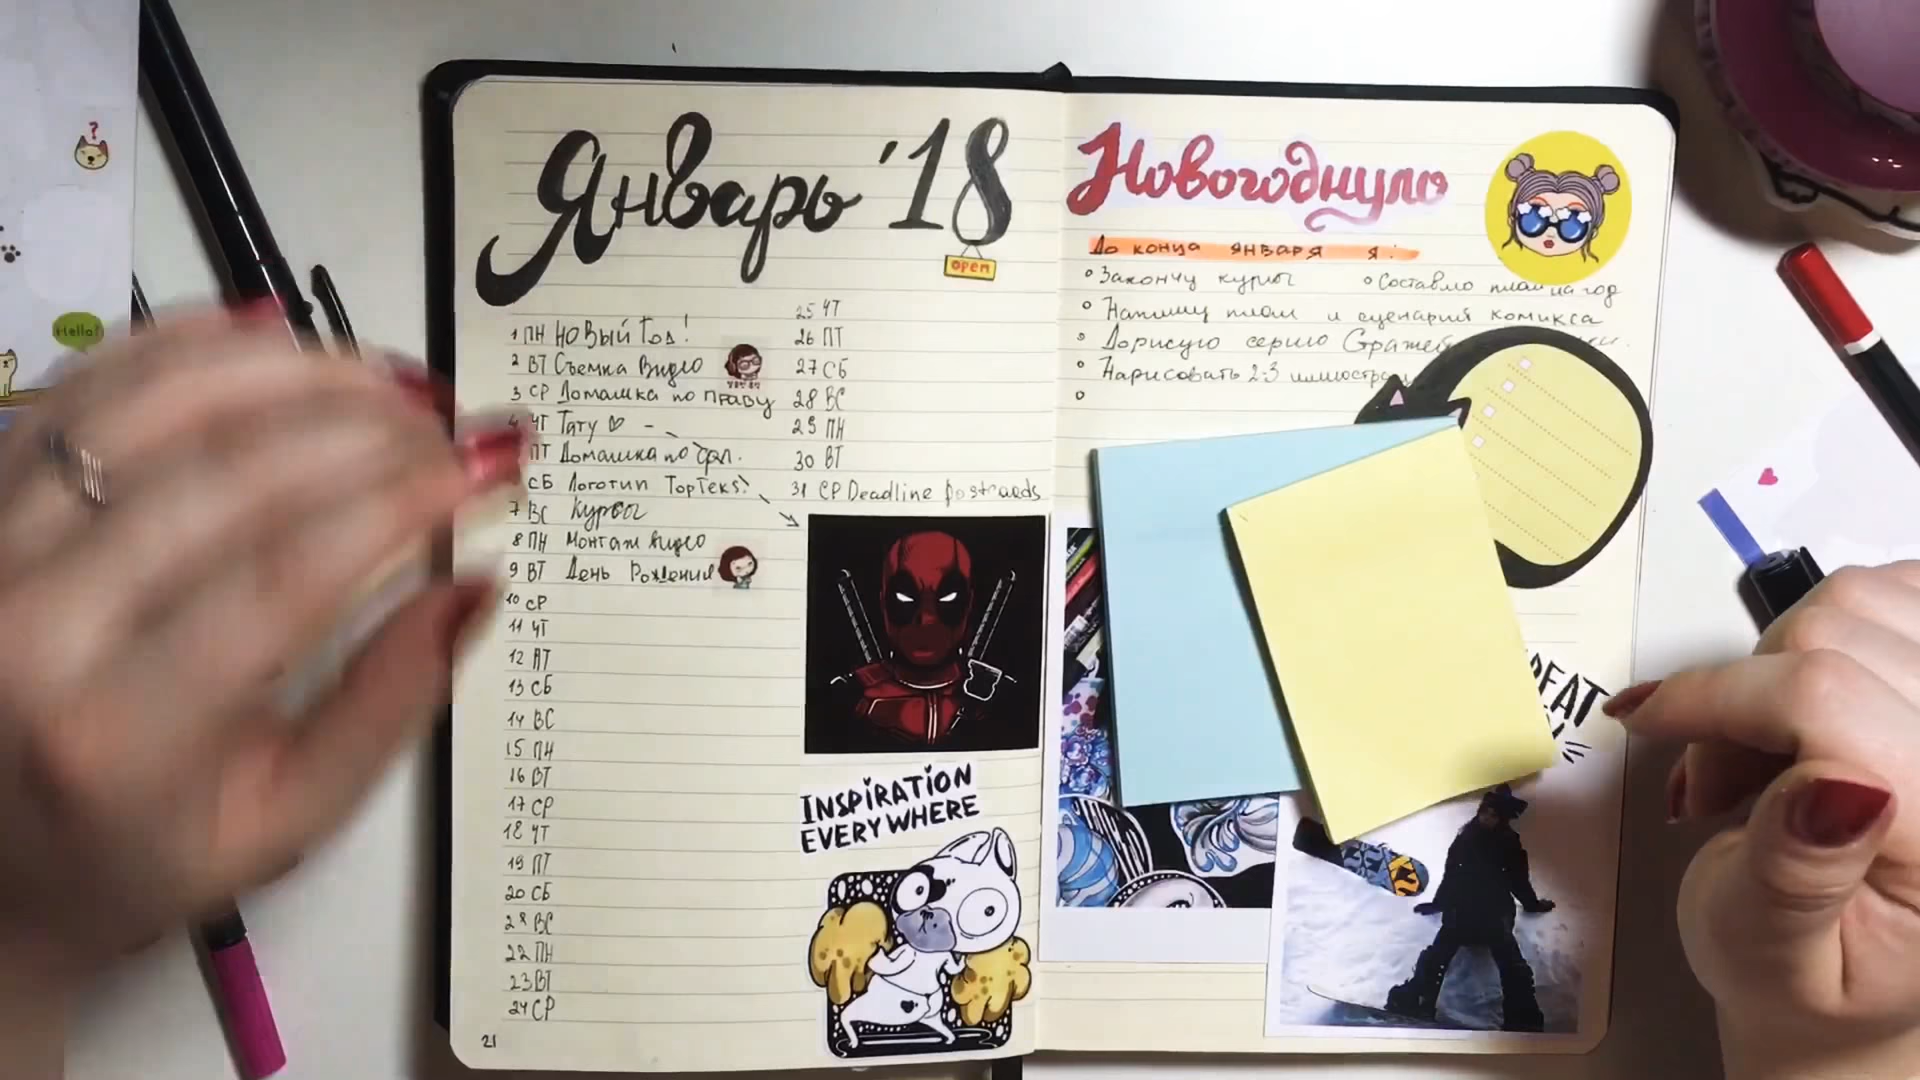 Январь '18
open
1 ПН Новый Год!
2 ВТ Съемка Видео
3 СР Домашка по праву
ЧТ Тату
ПТ Домашка по
СБ Логотип TopTeks!
7 ВС Курсы
8 ПН Монтаж видео
9 ВТ День Рождения
10 СР
11 ЧТ
12 ПТ
13 СБ
14 ВС
15 ПН
16 ВТ
17 СР
18 ЧТ
19 ПТ
20 СБ
21 ВС
22 ПН
23 ВТ
24 СР
25 ЧТ
26 ПТ
27 СБ
28 ВС
29 ПН
30 ВТ
31 СР Deadline postcards
INSPIRATION
EVERYWHERE
21
Новогоднуло
До конца января я:
Закончу курсы
Составлю план на год
Напишу план и сценарий комикса
Дорисую серию
Нарисовать 2-3
Hello!
?